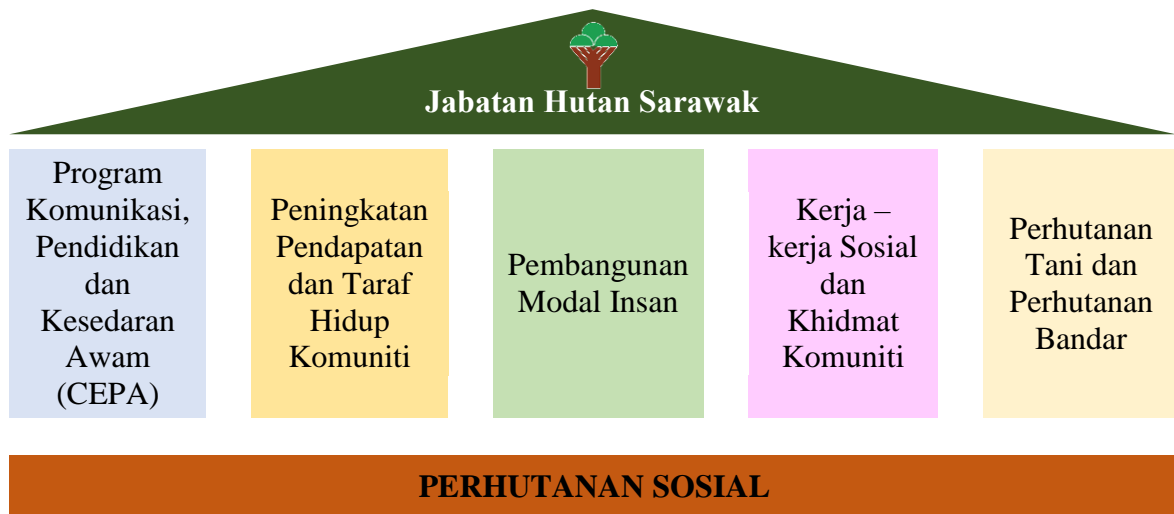 Jabatan Hutan Sarawak
Program
Komunikasi,
Pendidikan
dan
Kesedaran
Awam
(CEPA)
Peningkatan
Pendapatan
dan Taraf
Hidup
Komuniti
Pembangunan
Modal Insan
Kerja –
kerja Sosial
dan
Khidmat
Komuniti
Perhutanan
Tani dan
Perhutanan
Bandar
PERHUTANAN SOSIAL